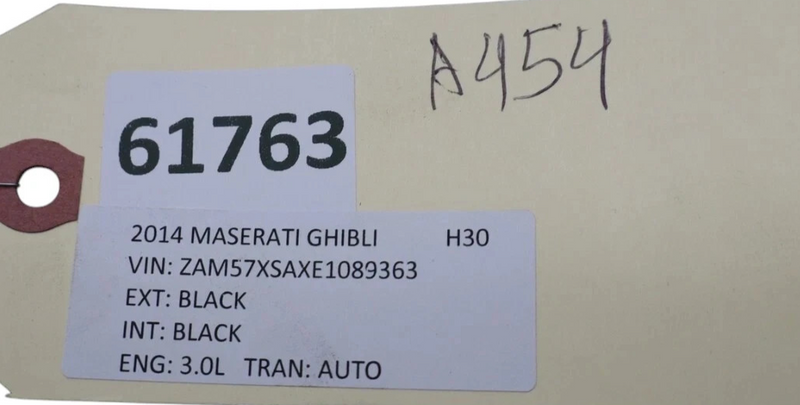 A454
61763
2014 MASERATI GHIBLI H30
VIN: ZAM57XSAXE1089363
EXT: BLACK
INT: BLACK
ENG: 3.0L TRAN: AUTO